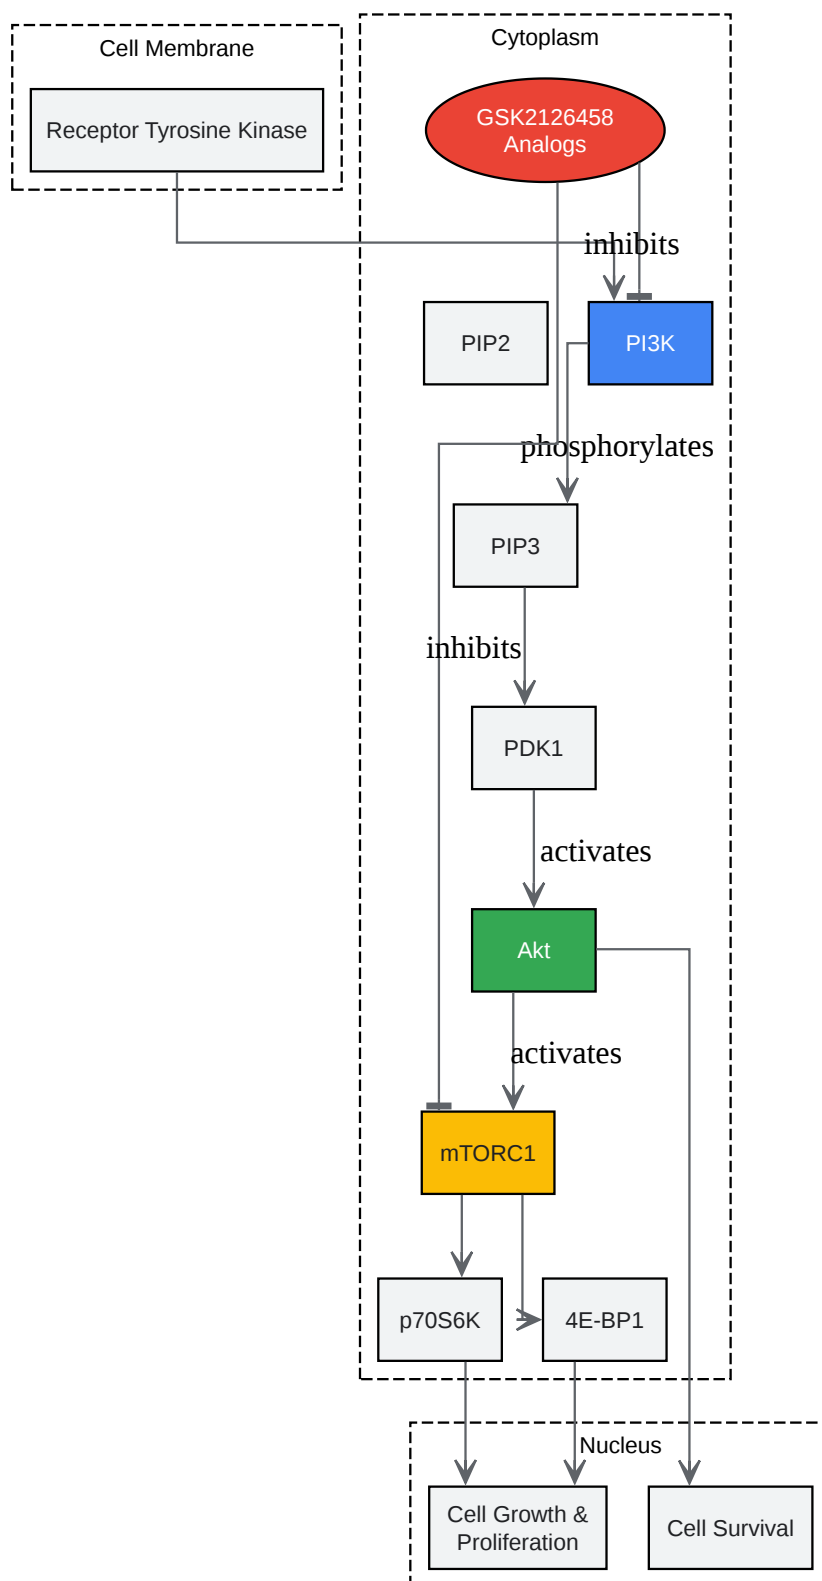 Cell Membrane
Cytoplasm
Receptor Tyrosine Kinase
GSK2126458
Analogs
inhibits
PIP2
PI3K
phosphorylates
PIP3
inhibits
PDK1
activates
Akt
activates
mTORC1
p70S6K
4E-BP1
Nucleus
Cell Growth &
Proliferation
Cell Survival